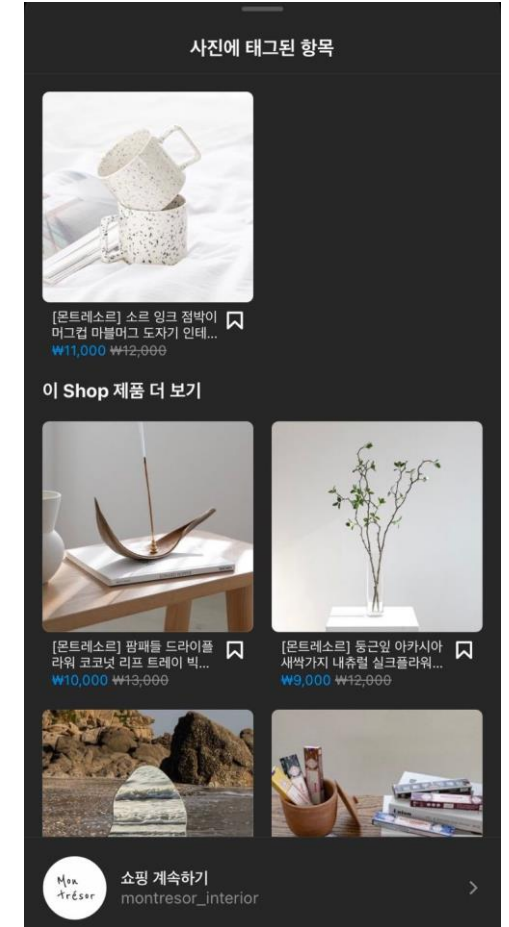 사진에 태그된 항목
[몬트레소르] 소르 잉크 점박이
머그컵 마블머그 도자기 인테...
₩11,000 ₩12,000
이 Shop 제품 더 보기
[몬트레소르] 팜패들 드라이플
라워 코코넛 리프 트레이 빅...
₩10,000 ₩13,000
[몬트레소르] 둥근잎 아카시아
새싹가지 내츄럴 실크플라워...
₩9,000 ₩12,000
Mon
trésor
쇼핑 계속하기
montresor_interior